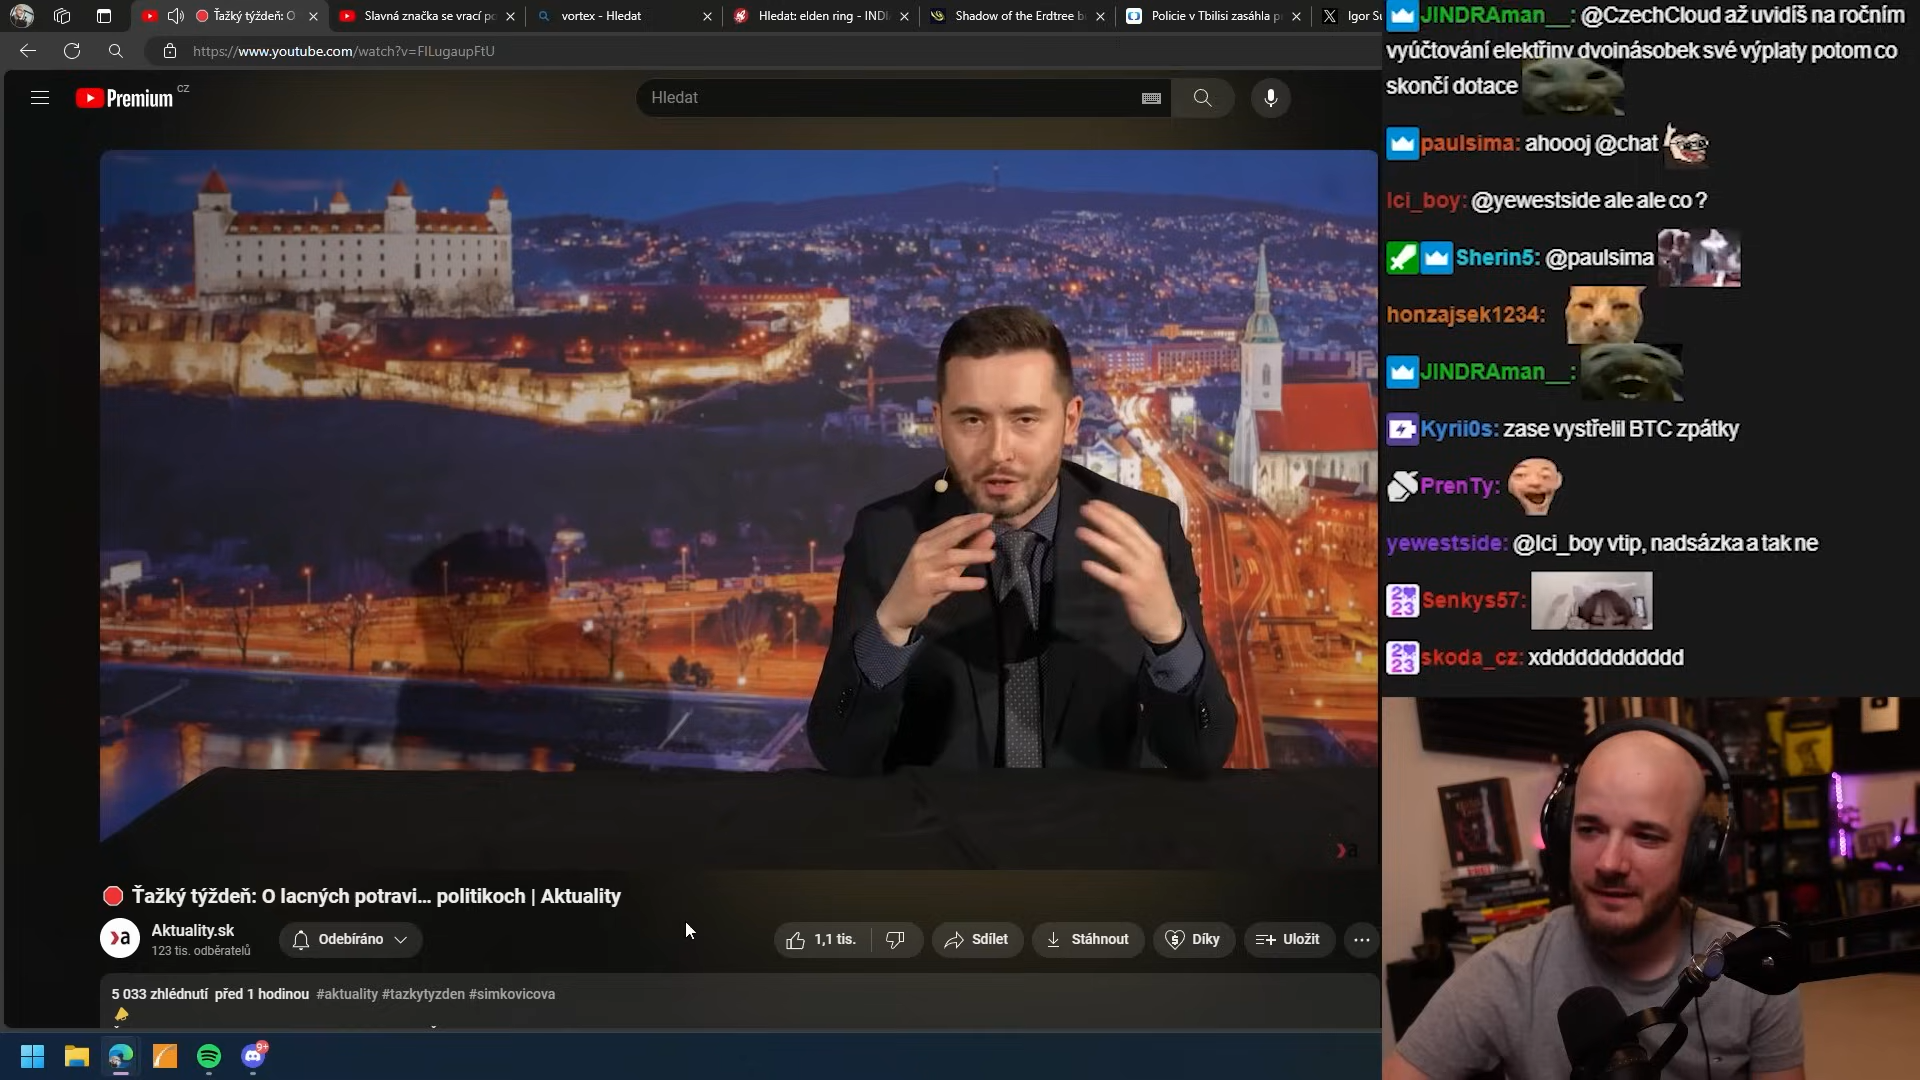 Ťažký týždeň: O
Slavná značka se vrací po
vortex - Hledat
Hledat: elden ring - INDI
Shadow of the Erdtree b
Policie v Tbilisi zasáhla p
Igor Su
https://www.youtube.com/watch?v=FILugaupFtU
Premium CZ
Hledat
Ťažký týždeň: O lacných potravi... politikoch | Aktuality
Aktuality.sk
123 tis. odběratelů
Odebíráno
1,1 tis.
Sdílet
Stáhnout
Díky
Uložit
5 033 zhlédnutí před 1 hodinou #aktuality #tazkytyzden #simkovicova
9+
JINDRAman__: @CzechCloud až uvidíš na ročním
vyúčtování elektřiny dvojnásobek své výplaty potom co
skončí dotace
paulsima: ahoooj @chat
lci_boy: @yewestside ale ale co ?
Sherin5: @paulsima
honzajsek1234:
JINDRAman__:
Kyrii0s: zase vystřelil BTC zpátky
PrenTy:
yewestside: @lci_boy vtip, nadsázka a tak ne
Senkys57:
skoda_cz: xdddddddddddd